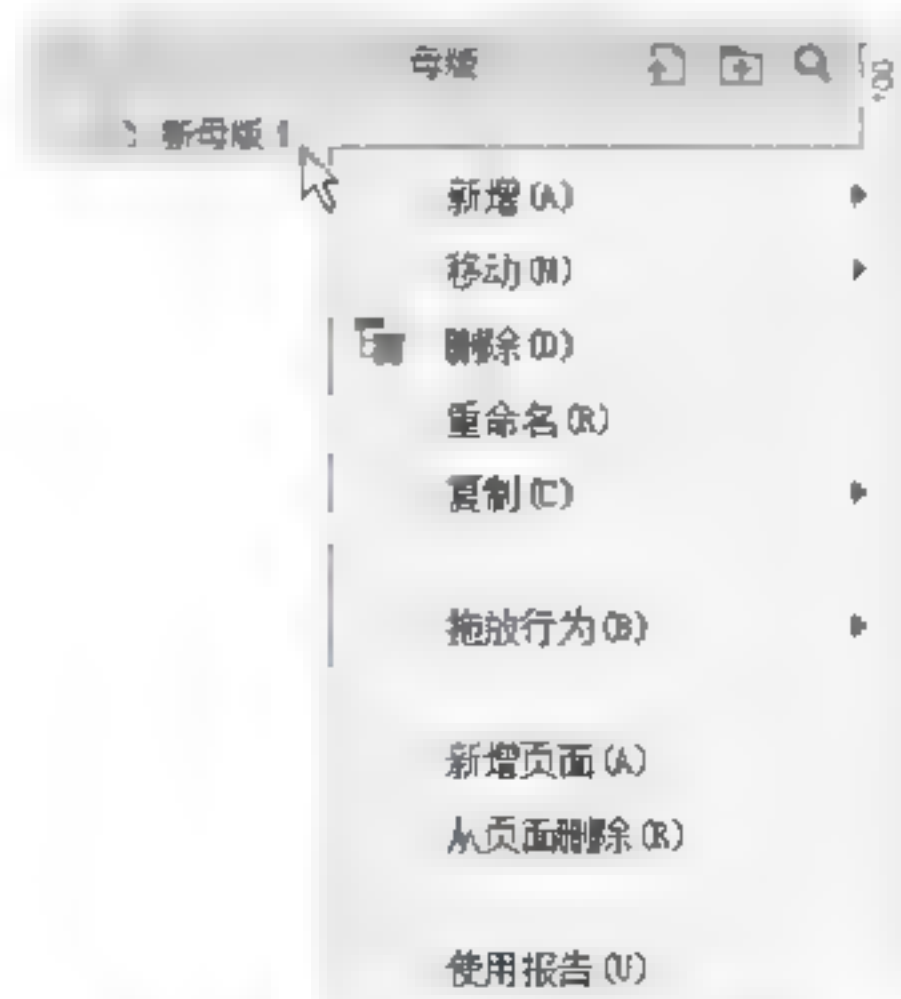 母版
新母版 1
新增(A)
移动(M)
删除(D)
重命名(R)
复制(C)
拖放行为(B)
新增页面(A)
从页面删除(R)
使用报告(U)